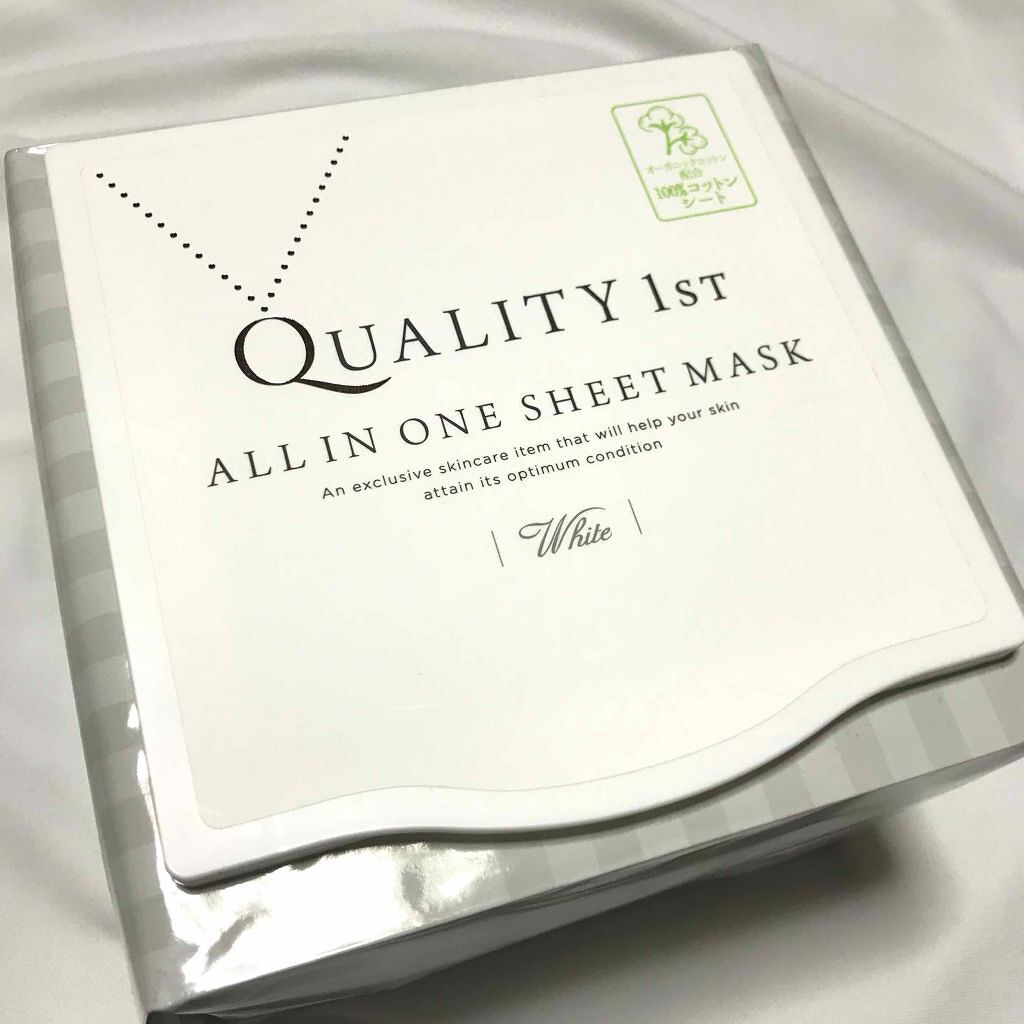 オーガニックコットン
配合
100%コットン
シート
QUALITY 1ST
ALL IN ONE SHEET MASK
An exclusive skincare item that will help your skin
attain its optimum condition
White